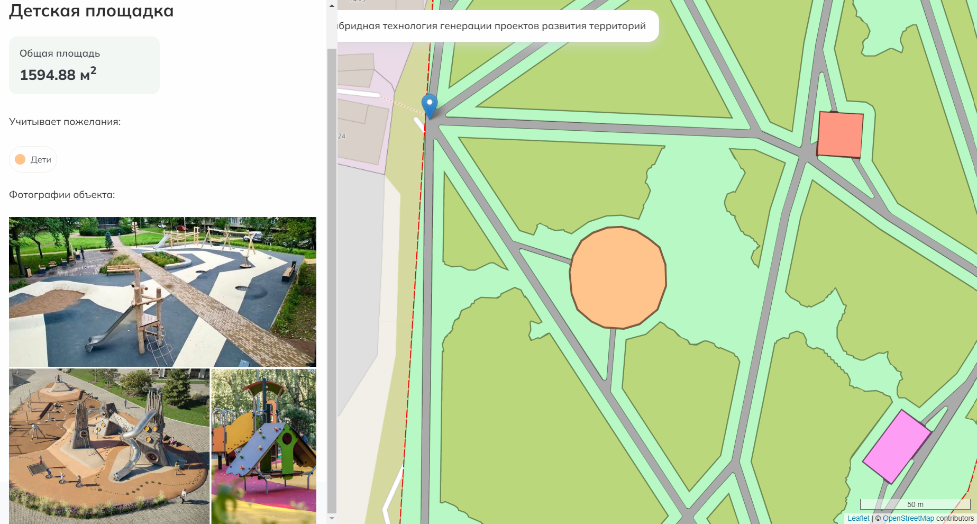 Детская площадка
Общая площадь
1594.88 м²
Учитывает пожелания:
Дети
Фотографии объекта:
бридная технология генерации проектов развития территорий
24
50 m
Leaflet | © OpenStreetMap contributors